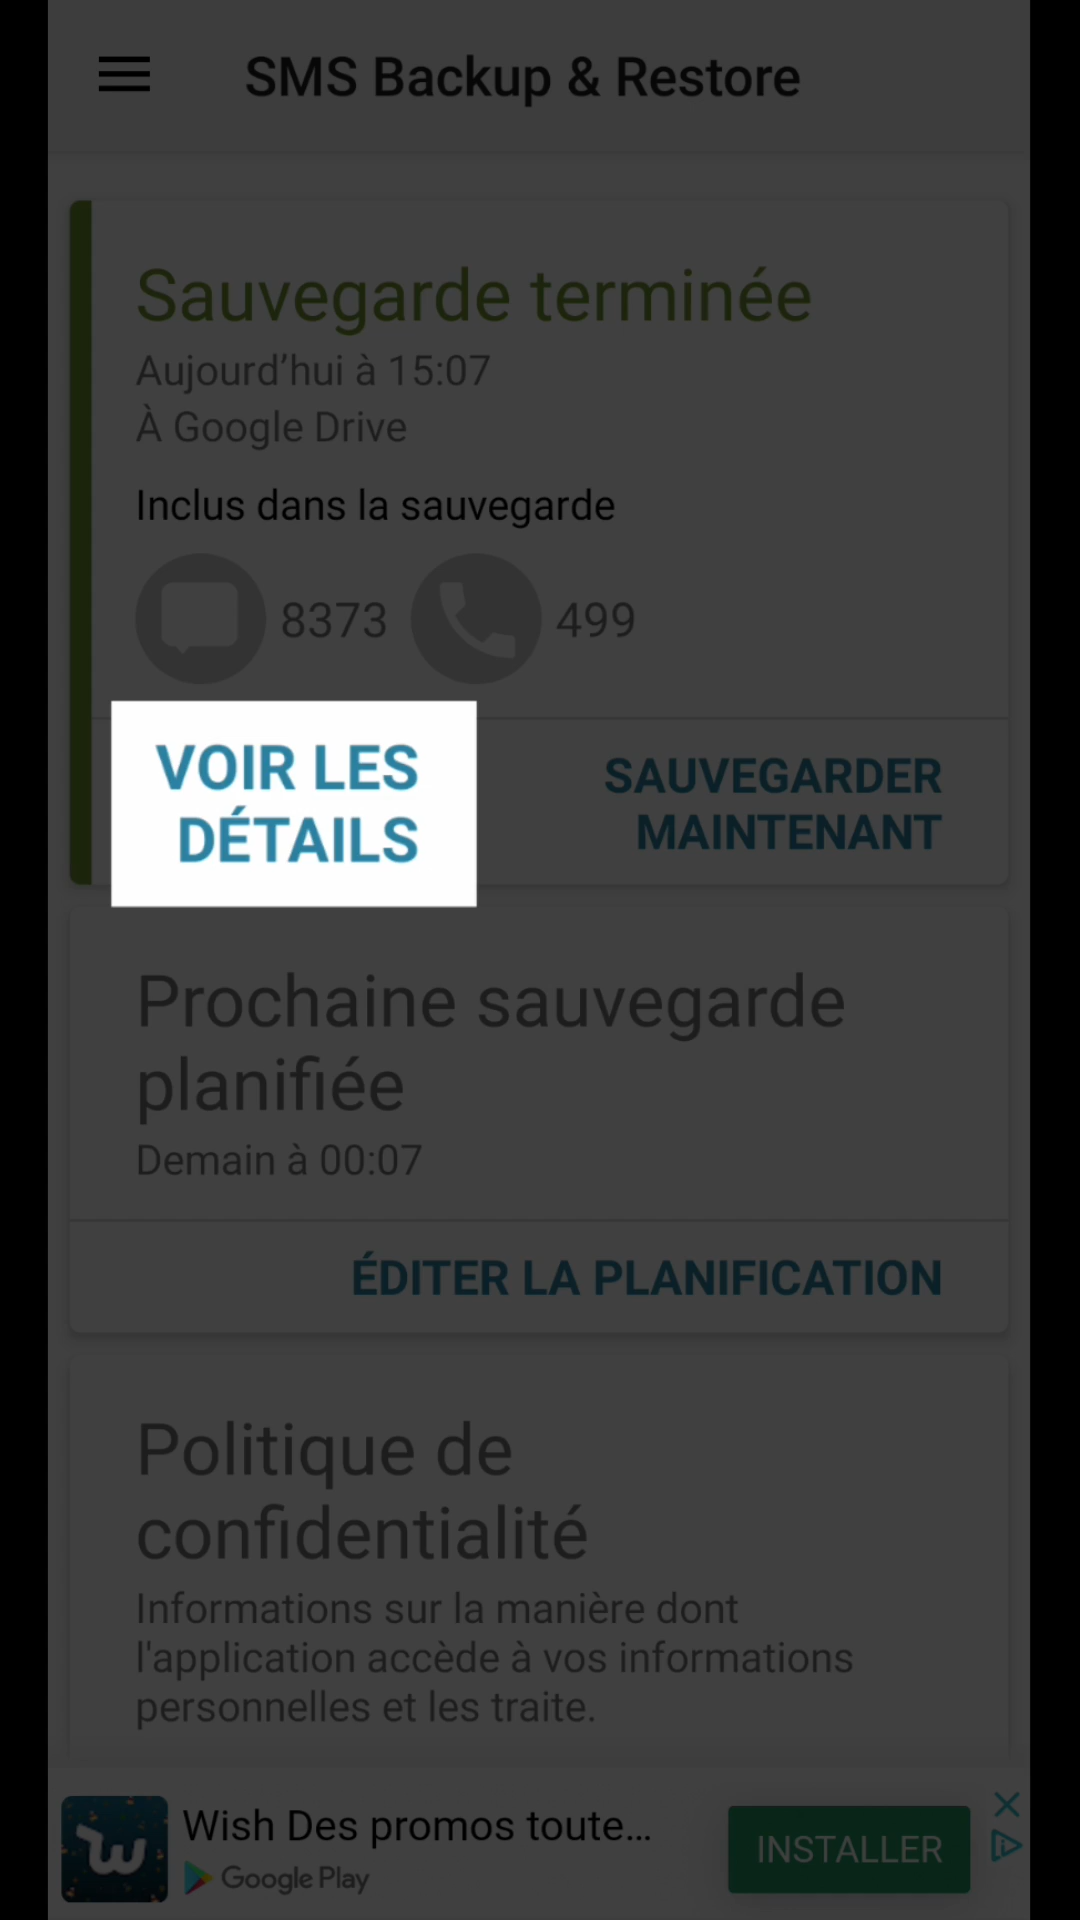 SMS Backup & Restore
Sauvegarde terminée
Aujourd’hui à 15:07
À Google Drive
Inclus dans la sauvegarde
8373 499
VOIR LES
DÉTAILS
SAUVEGARDER
MAINTENANT
Prochaine sauvegarde
planifiée
Demain à 00:07
ÉDITER LA PLANIFICATION
Politique de
confidentialité
Informations sur la manière dont
l'application accède à vos informations
personnelles et les traite.
Wish Des promos toute...
Google Play
INSTALLER